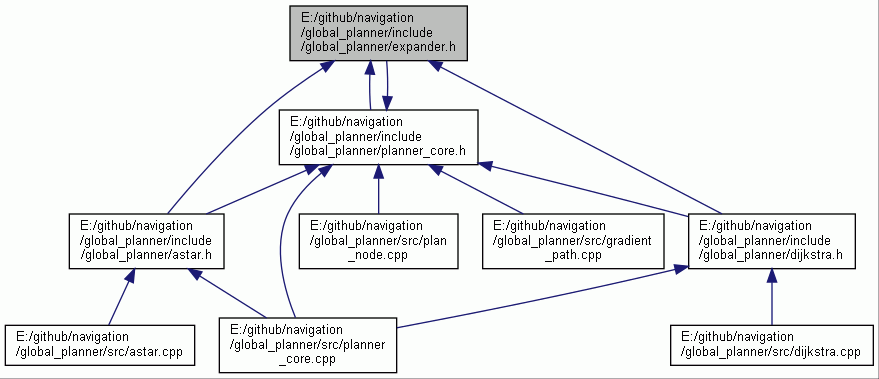 E:/github/navigation
/global_planner/include
/global_planner/expander.h
E:/github/navigation
/global_planner/include
/global_planner/planner_core.h
E:/github/navigation
/global_planner/include
/global_planner/astar.h
E:/github/navigation
/global_planner/src/plan
_node.cpp
E:/github/navigation
/global_planner/src/gradient
_path.cpp
E:/github/navigation
/global_planner/include
/global_planner/dijkstra.h
E:/github/navigation
/global_planner/src/astar.cpp
E:/github/navigation
/global_planner/src/planner
_core.cpp
E:/github/navigation
/global_planner/src/dijkstra.cpp